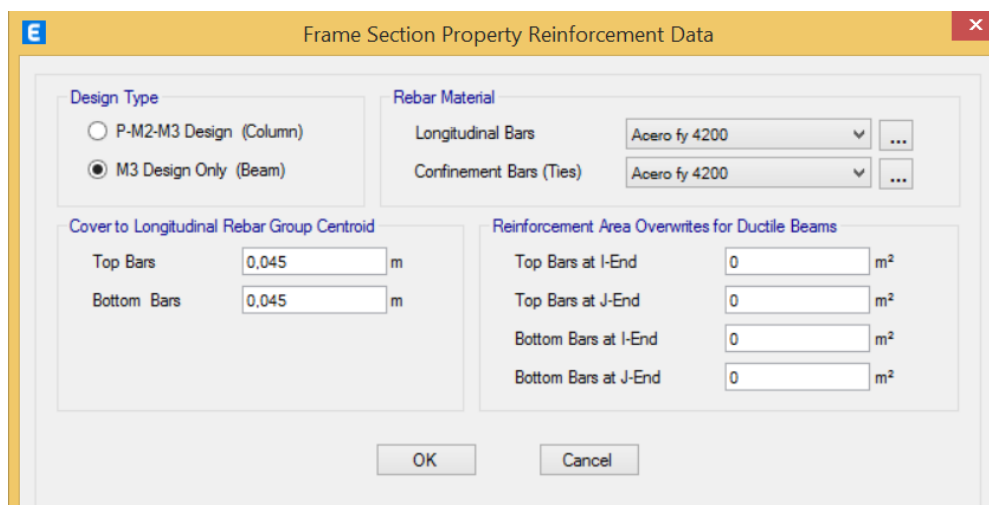 E
Frame Section Property Reinforcement Data
×
Design Type
P-M2-M3 Design (Column)
M3 Design Only (Beam)
Rebar Material
Longitudinal Bars Acero fy 4200 ...
Confinement Bars (Ties) Acero fy 4200 ...
Cover to Longitudinal Rebar Group Centroid
Top Bars 0,045 m
Bottom Bars 0,045 m
Reinforcement Area Overwrites for Ductile Beams
Top Bars at I-End 0 m²
Top Bars at J-End 0 m²
Bottom Bars at I-End 0 m²
Bottom Bars at J-End 0 m²
OK Cancel